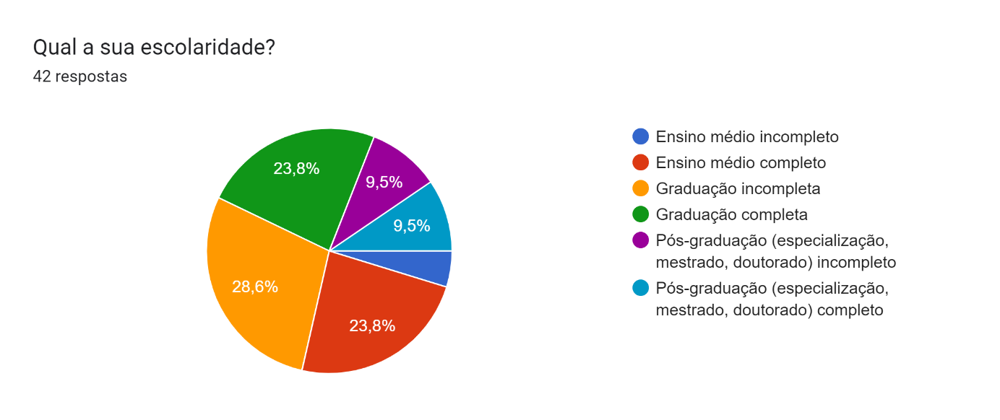 Qual a sua escolaridade?
42 respostas
23,8%
9,5%
9,5%
28,6%
23,8%
Ensino médio incompleto
Ensino médio completo
Graduação incompleta
Graduação completa
Pós-graduação (especialização,
mestrado, doutorado) incompleto
Pós-graduação (especialização,
mestrado, doutorado) completo